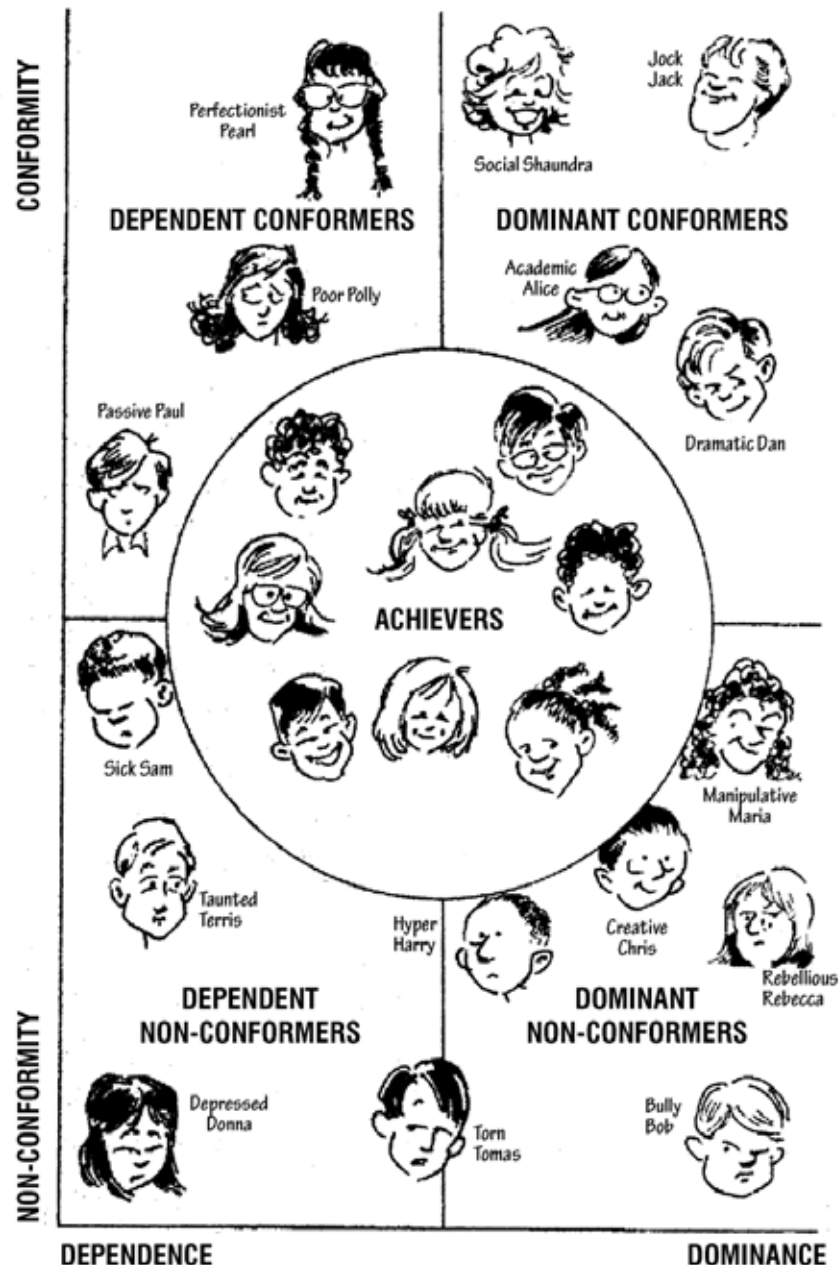 CONFORMITY
Perfectionist
Pearl
Social Shaundra
Jock
Jack
DEPENDENT CONFORMERS
DOMINANT CONFORMERS
Poor Polly
Academic
Alice
Passive Paul
Dramatic Dan
ACHIEVERS
Sick Sam
Manipulative
Maria
Taunted
Terris
Hyper
Harry
Creative
Chris
Rebellious
Rebecca
DEPENDENT
NON-CONFORMERS
DOMINANT
NON-CONFORMERS
NON-CONFORMITY
Depressed
Donna
Torn
Tomas
Bully
Bob
DEPENDENCE
DOMINANCE